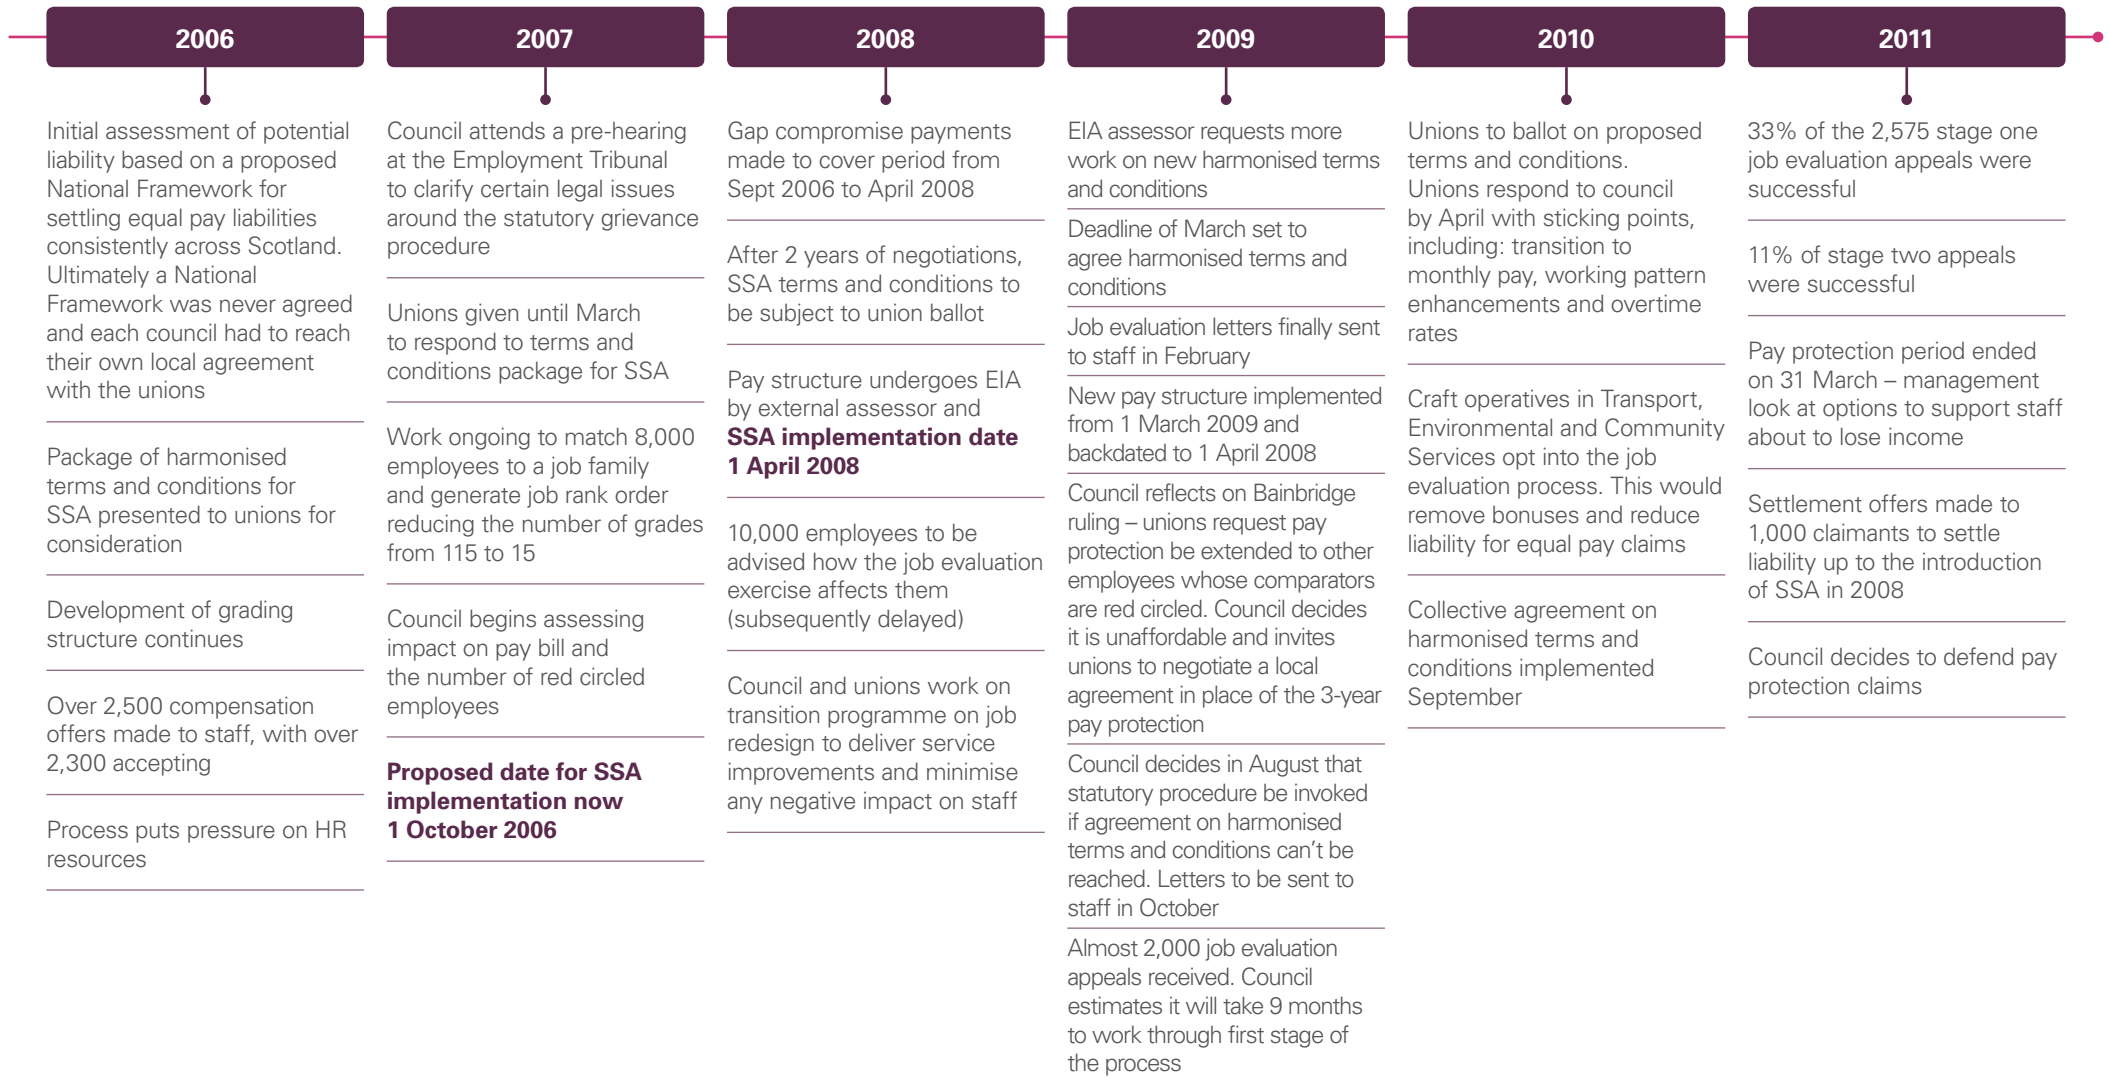 2006
Initial assessment of potential
liability based on a proposed
National Framework for
settling equal pay liabilities
consistently across Scotland.
Ultimately a National
Framework was never agreed
and each council had to reach
their own local agreement
with the unions
Package of harmonised
terms and conditions for
SSA presented to unions for
consideration
Development of grading
structure continues
Over 2,500 compensation
offers made to staff, with over
2,300 accepting
Process puts pressure on HR
resources
2007
Council attends a pre-hearing
at the Employment Tribunal
to clarify certain legal issues
around the statutory grievance
procedure
Unions given until March
to respond to terms and
conditions package for SSA
Work ongoing to match 8,000
employees to a job family
and generate job rank order
reducing the number of grades
from 115 to 15
Council begins assessing
impact on pay bill and
the number of red circled
employees
Proposed date for SSA
implementation now
1 October 2006
2008
Gap compromise payments
made to cover period from
Sept 2006 to April 2008
After 2 years of negotiations,
SSA terms and conditions to
be subject to union ballot
Pay structure undergoes EIA
by external assessor and
SSA implementation date
1 April 2008
10,000 employees to be
advised how the job evaluation
exercise affects them
(subsequently delayed)
Council and unions work on
transition programme on job
redesign to deliver service
improvements and minimise
any negative impact on staff
2009
EIA assessor requests more
work on new harmonised terms
and conditions
Deadline of March set to
agree harmonised terms and
conditions
Job evaluation letters finally sent
to staff in February
New pay structure implemented
from 1 March 2009 and
backdated to 1 April 2008
Council reflects on Bainbridge
ruling – unions request pay
protection be extended to other
employees whose comparators
are red circled. Council decides
it is unaffordable and invites
unions to negotiate a local
agreement in place of the 3-year
pay protection
Council decides in August that
statutory procedure be invoked
if agreement on harmonised
terms and conditions can’t be
reached. Letters to be sent to
staff in October
Almost 2,000 job evaluation
appeals received. Council
estimates it will take 9 months
to work through first stage of
the process
2010
Unions to ballot on proposed
terms and conditions.
Unions respond to council
by April with sticking points,
including: transition to
monthly pay, working pattern
enhancements and overtime
rates
Craft operatives in Transport,
Environmental and Community
Services opt into the job
evaluation process. This would
remove bonuses and reduce
liability for equal pay claims
Collective agreement on
harmonised terms and
conditions implemented
September
2011
33% of the 2,575 stage one
job evaluation appeals were
successful
11% of stage two appeals
were successful
Pay protection period ended
on 31 March – management
look at options to support staff
about to lose income
Settlement offers made to
1,000 claimants to settle
liability up to the introduction
of SSA in 2008
Council decides to defend pay
protection claims